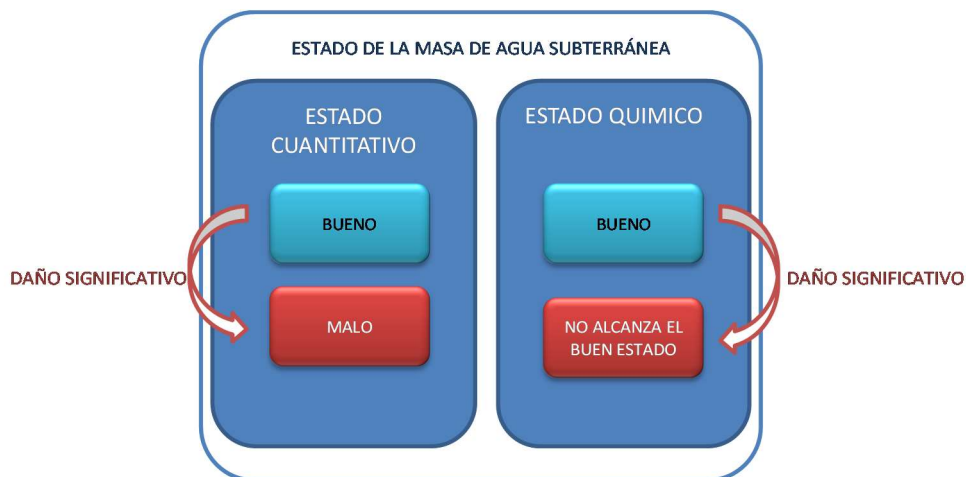 ESTADO DE LA MASA DE AGUA SUBTERRÁNEA
ESTADO
CUANTITATIVO
BUENO
MALO
DAÑO SIGNIFICATIVO
ESTADO QUIMICO
BUENO
NO ALCANZA EL
BUEN ESTADO
DAÑO SIGNIFICATIVO